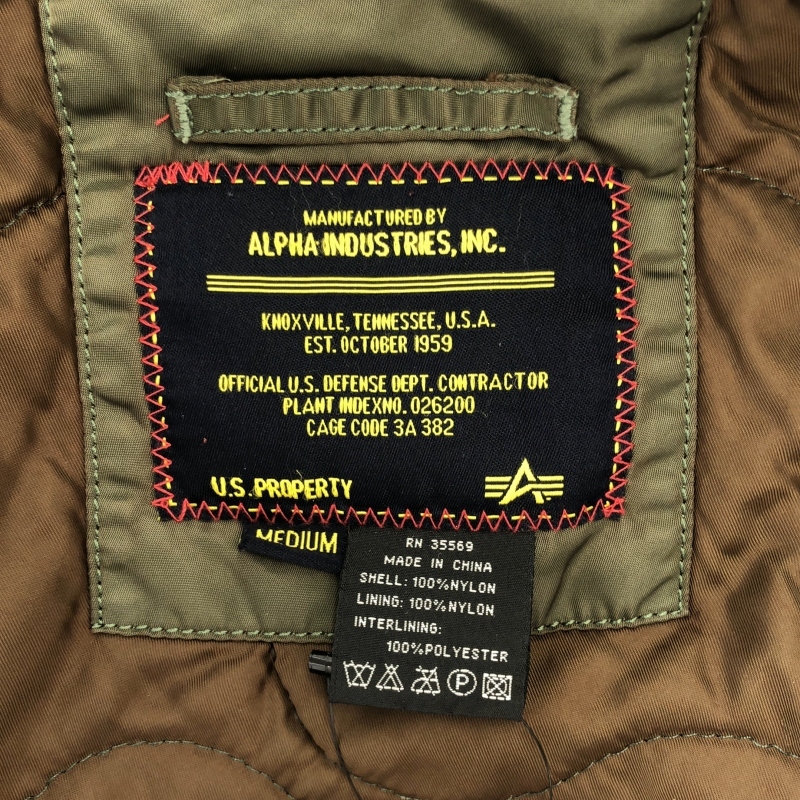 MANUFACTURED BY
ALPHA INDUSTRIES, INC.
KNOXVILLE, TENNESSEE, U.S.A.
EST. OCTOBER 1959
OFFICIAL U.S. DEFENSE DEPT. CONTRACTOR
PLANT INDEXNO. 026200
CAGE CODE 3A 382
U.S. PROPERTY
MEDIUM
RN 35569
MADE IN CHINA
SHELL: 100%NYLON
LINING: 100%NYLON
INTERLINING:
100%POLYESTER
P